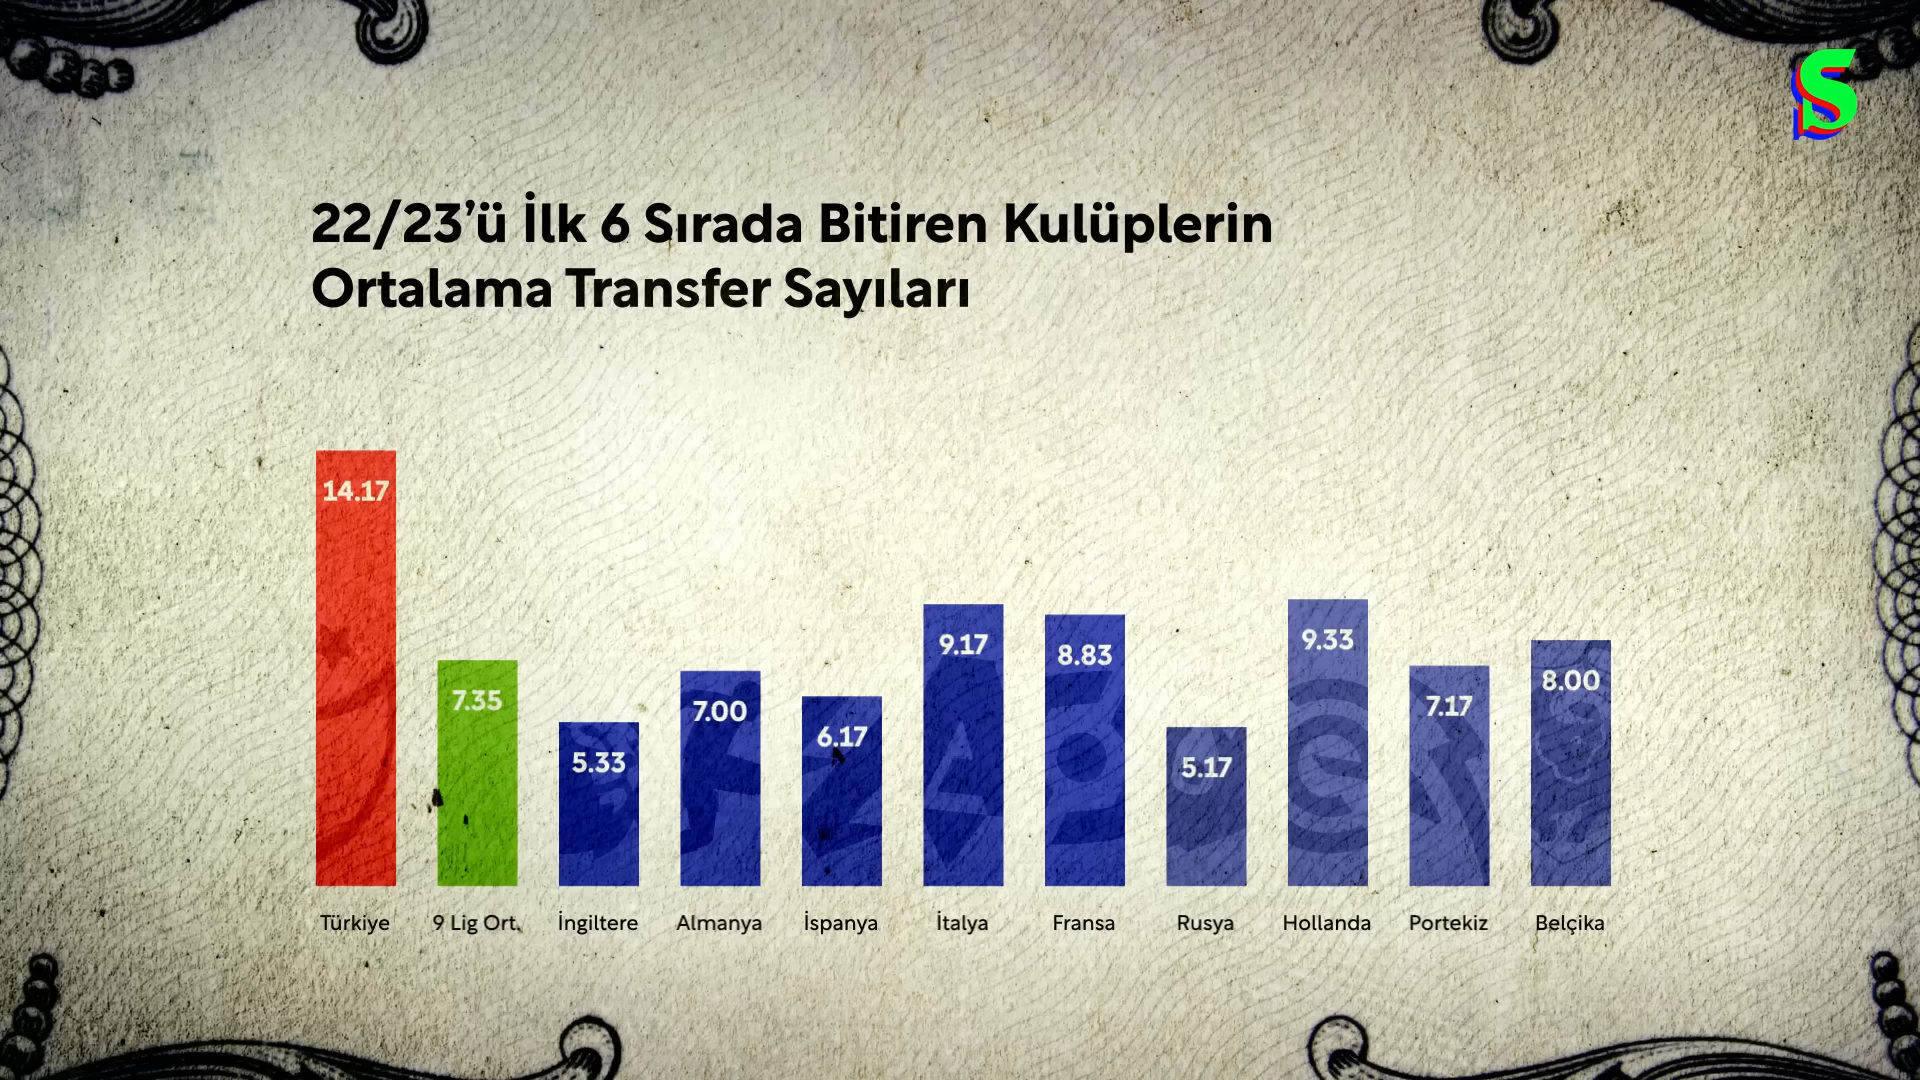 S
22/23’ü İlk 6 Sırada Bitiren Kulüplerin
Ortalama Transfer Sayıları
14.17
7.35
5.33
7.00
6.17
9.17
8.83
5.17
9.33
7.17
8.00
Türkiye
9 Lig Ort.
İngiltere
Almanya
İspanya
İtalya
Fransa
Rusya
Hollanda
Portekiz
Belçika